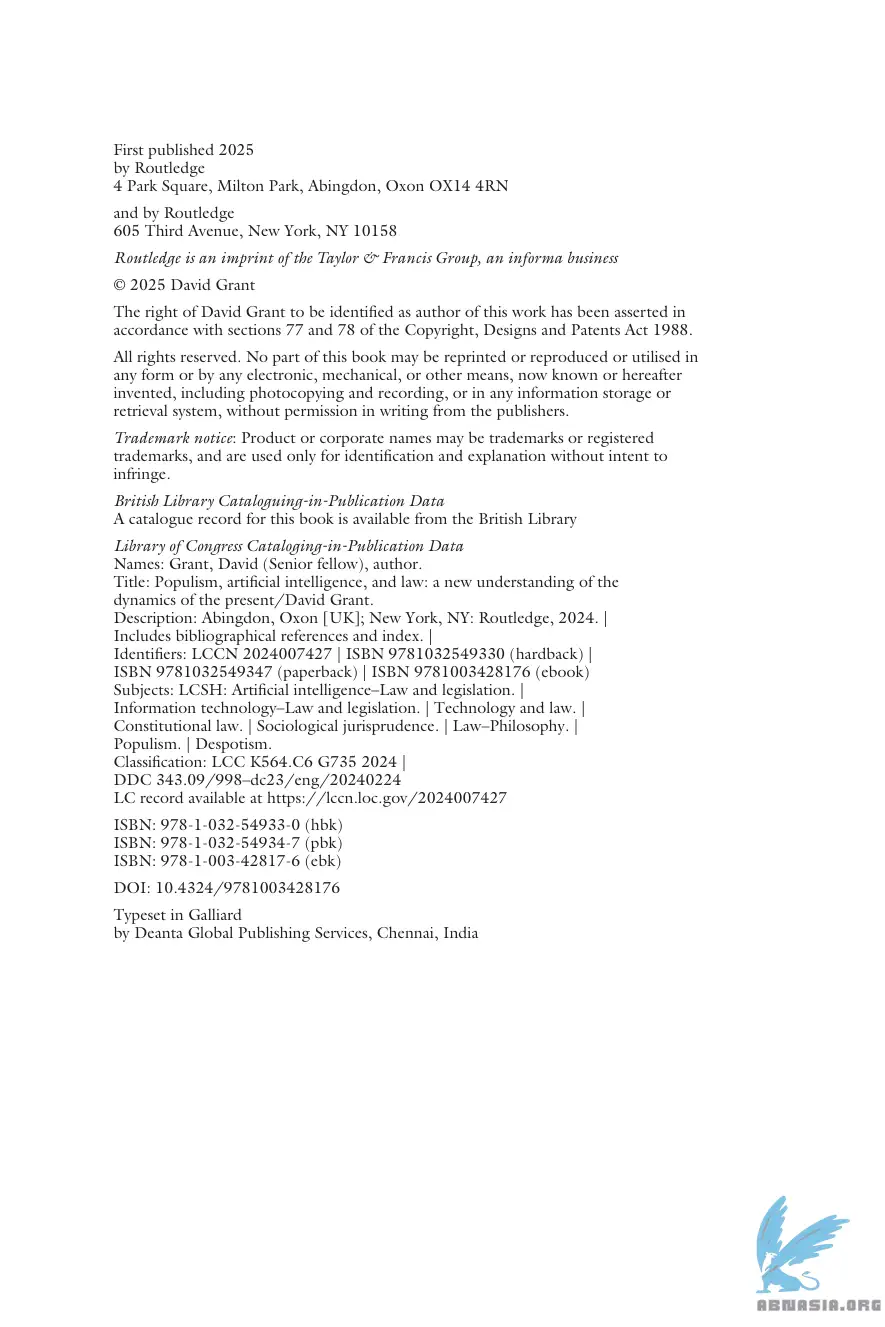 First published 2025
by Routledge
4 Park Square, Milton Park, Abingdon, Oxon OX14 4RN
and by Routledge
605 Third Avenue, New York, NY 10158
Routledge is an imprint of the Taylor & Francis Group, an informa business
© 2025 David Grant
The right of David Grant to be identified as author of this work has been asserted in
accordance with sections 77 and 78 of the Copyright, Designs and Patents Act 1988.
All rights reserved. No part of this book may be reprinted or reproduced or utilised in
any form or by any electronic, mechanical, or other means, now known or hereafter
invented, including photocopying and recording, or in any information storage or
retrieval system, without permission in writing from the publishers.
Trademark notice: Product or corporate names may be trademarks or registered
trademarks, and are used only for identification and explanation without intent to
infringe.
British Library Cataloguing-in-Publication Data
A catalogue record for this book is available from the British Library
Library of Congress Cataloging-in-Publication Data
Names: Grant, David (Senior fellow), author.
Title: Populism, artificial intelligence, and law: a new understanding of the
dynamics of the present/David Grant.
Description: Abingdon, Oxon [UK]; New York, NY: Routledge, 2024. |
Includes bibliographical references and index. |
Identifiers: LCCN 2024007427 | ISBN 9781032549330 (hardback) |
ISBN 9781032549347 (paperback) | ISBN 9781003428176 (ebook)
Subjects: LCSH: Artificial intelligence–Law and legislation. |
Information technology–Law and legislation. | Technology and law. |
Constitutional law. | Sociological jurisprudence. | Law–Philosophy. |
Populism. | Despotism.
Classification: LCC K564.C6 G735 2024 |
DDC 343.09/998–dc23/eng/20240224
LC record available at https://lccn.loc.gov/2024007427
ISBN: 978-1-032-54933-0 (hbk)
ISBN: 978-1-032-54934-7 (pbk)
ISBN: 978-1-003-42817-6 (ebk)
DOI: 10.4324/9781003428176
Typeset in Galliard
by Deanta Global Publishing Services, Chennai, India
ABNASIA.ORG